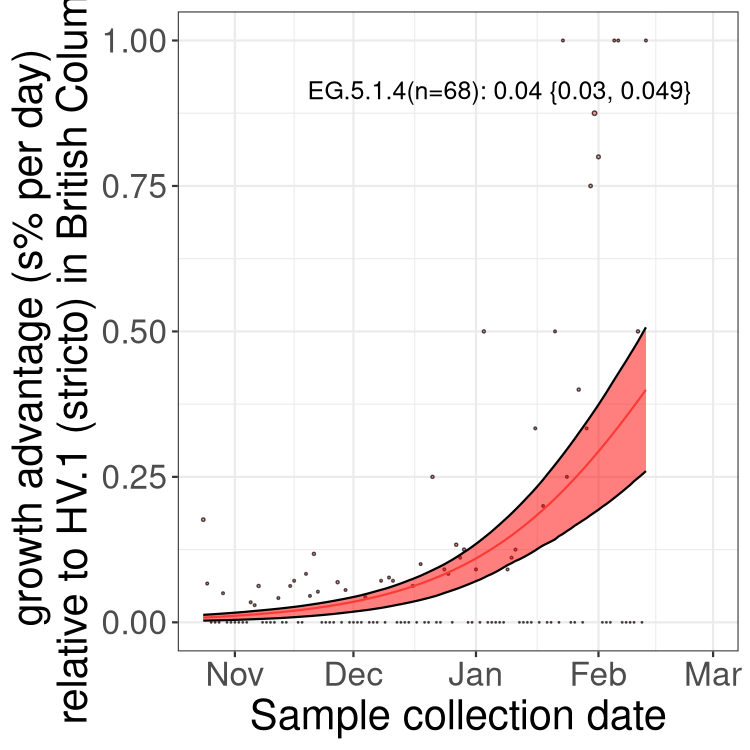 growth advantage (s% per day)
relative to HV.1 (stricto) in British Colum
1.00
0.75
0.50
0.25
0.00
EG.5.1.4(n=68): 0.04 {0.03, 0.049}
Nov Dec Jan Feb Mar
Sample collection date